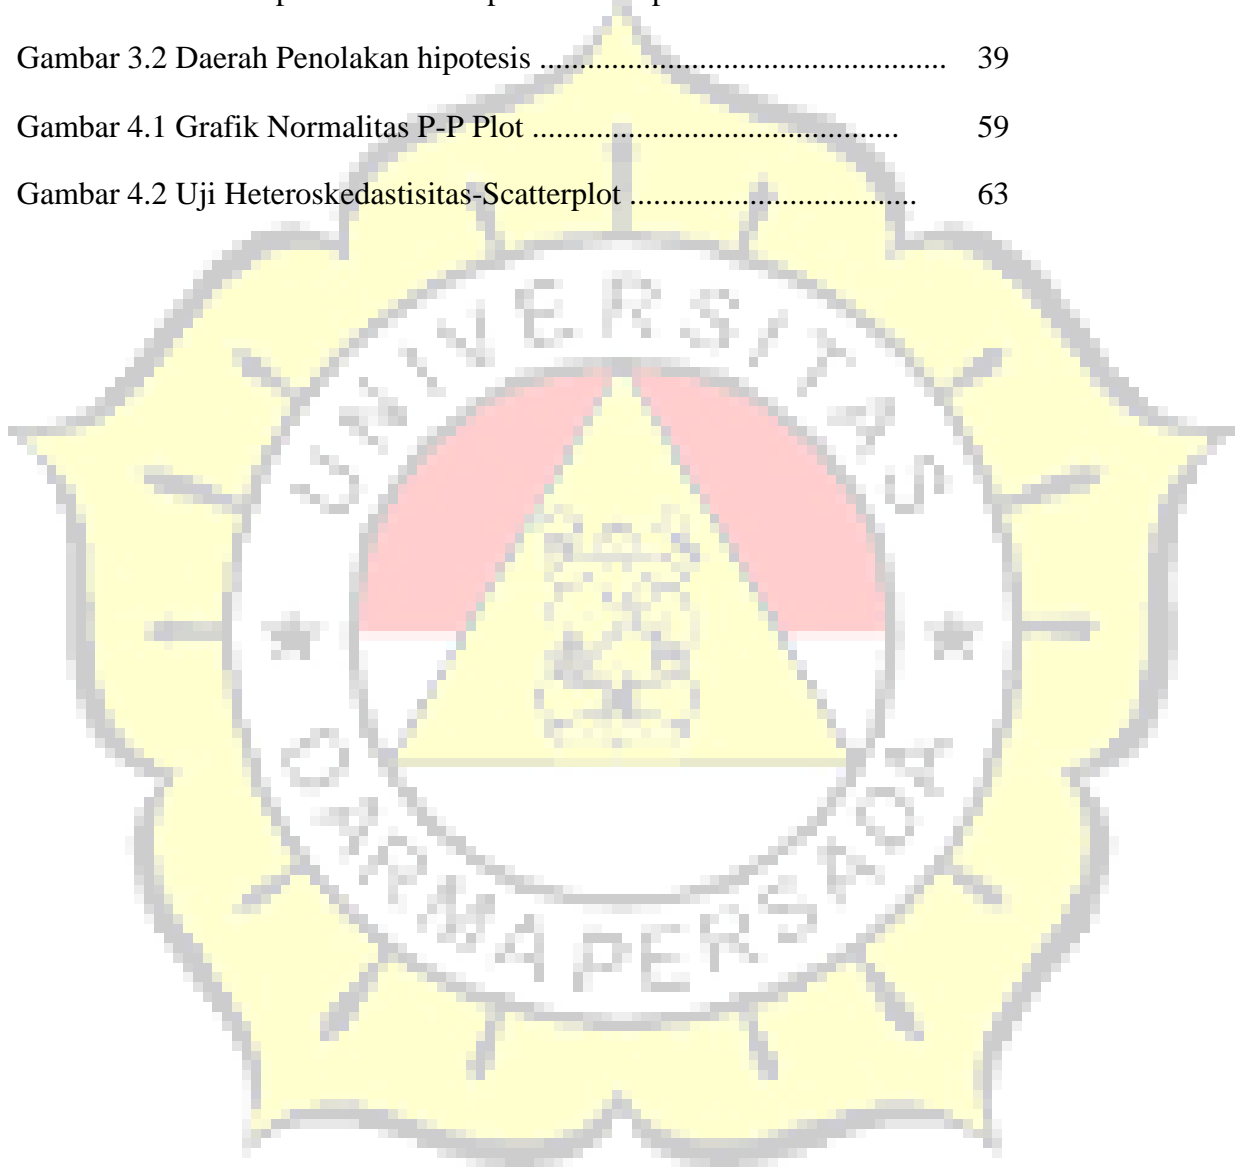 Gambar 3.2 Daerah Penolakan hipotesis ................................................... 39
Gambar 4.1 Grafik Normalitas P-P Plot .............................................. 59
Gambar 4.2 Uji Heteroskedastisitas-Scatterplot .................................... 63
UNIVERSITAS
DARMA PERSADA